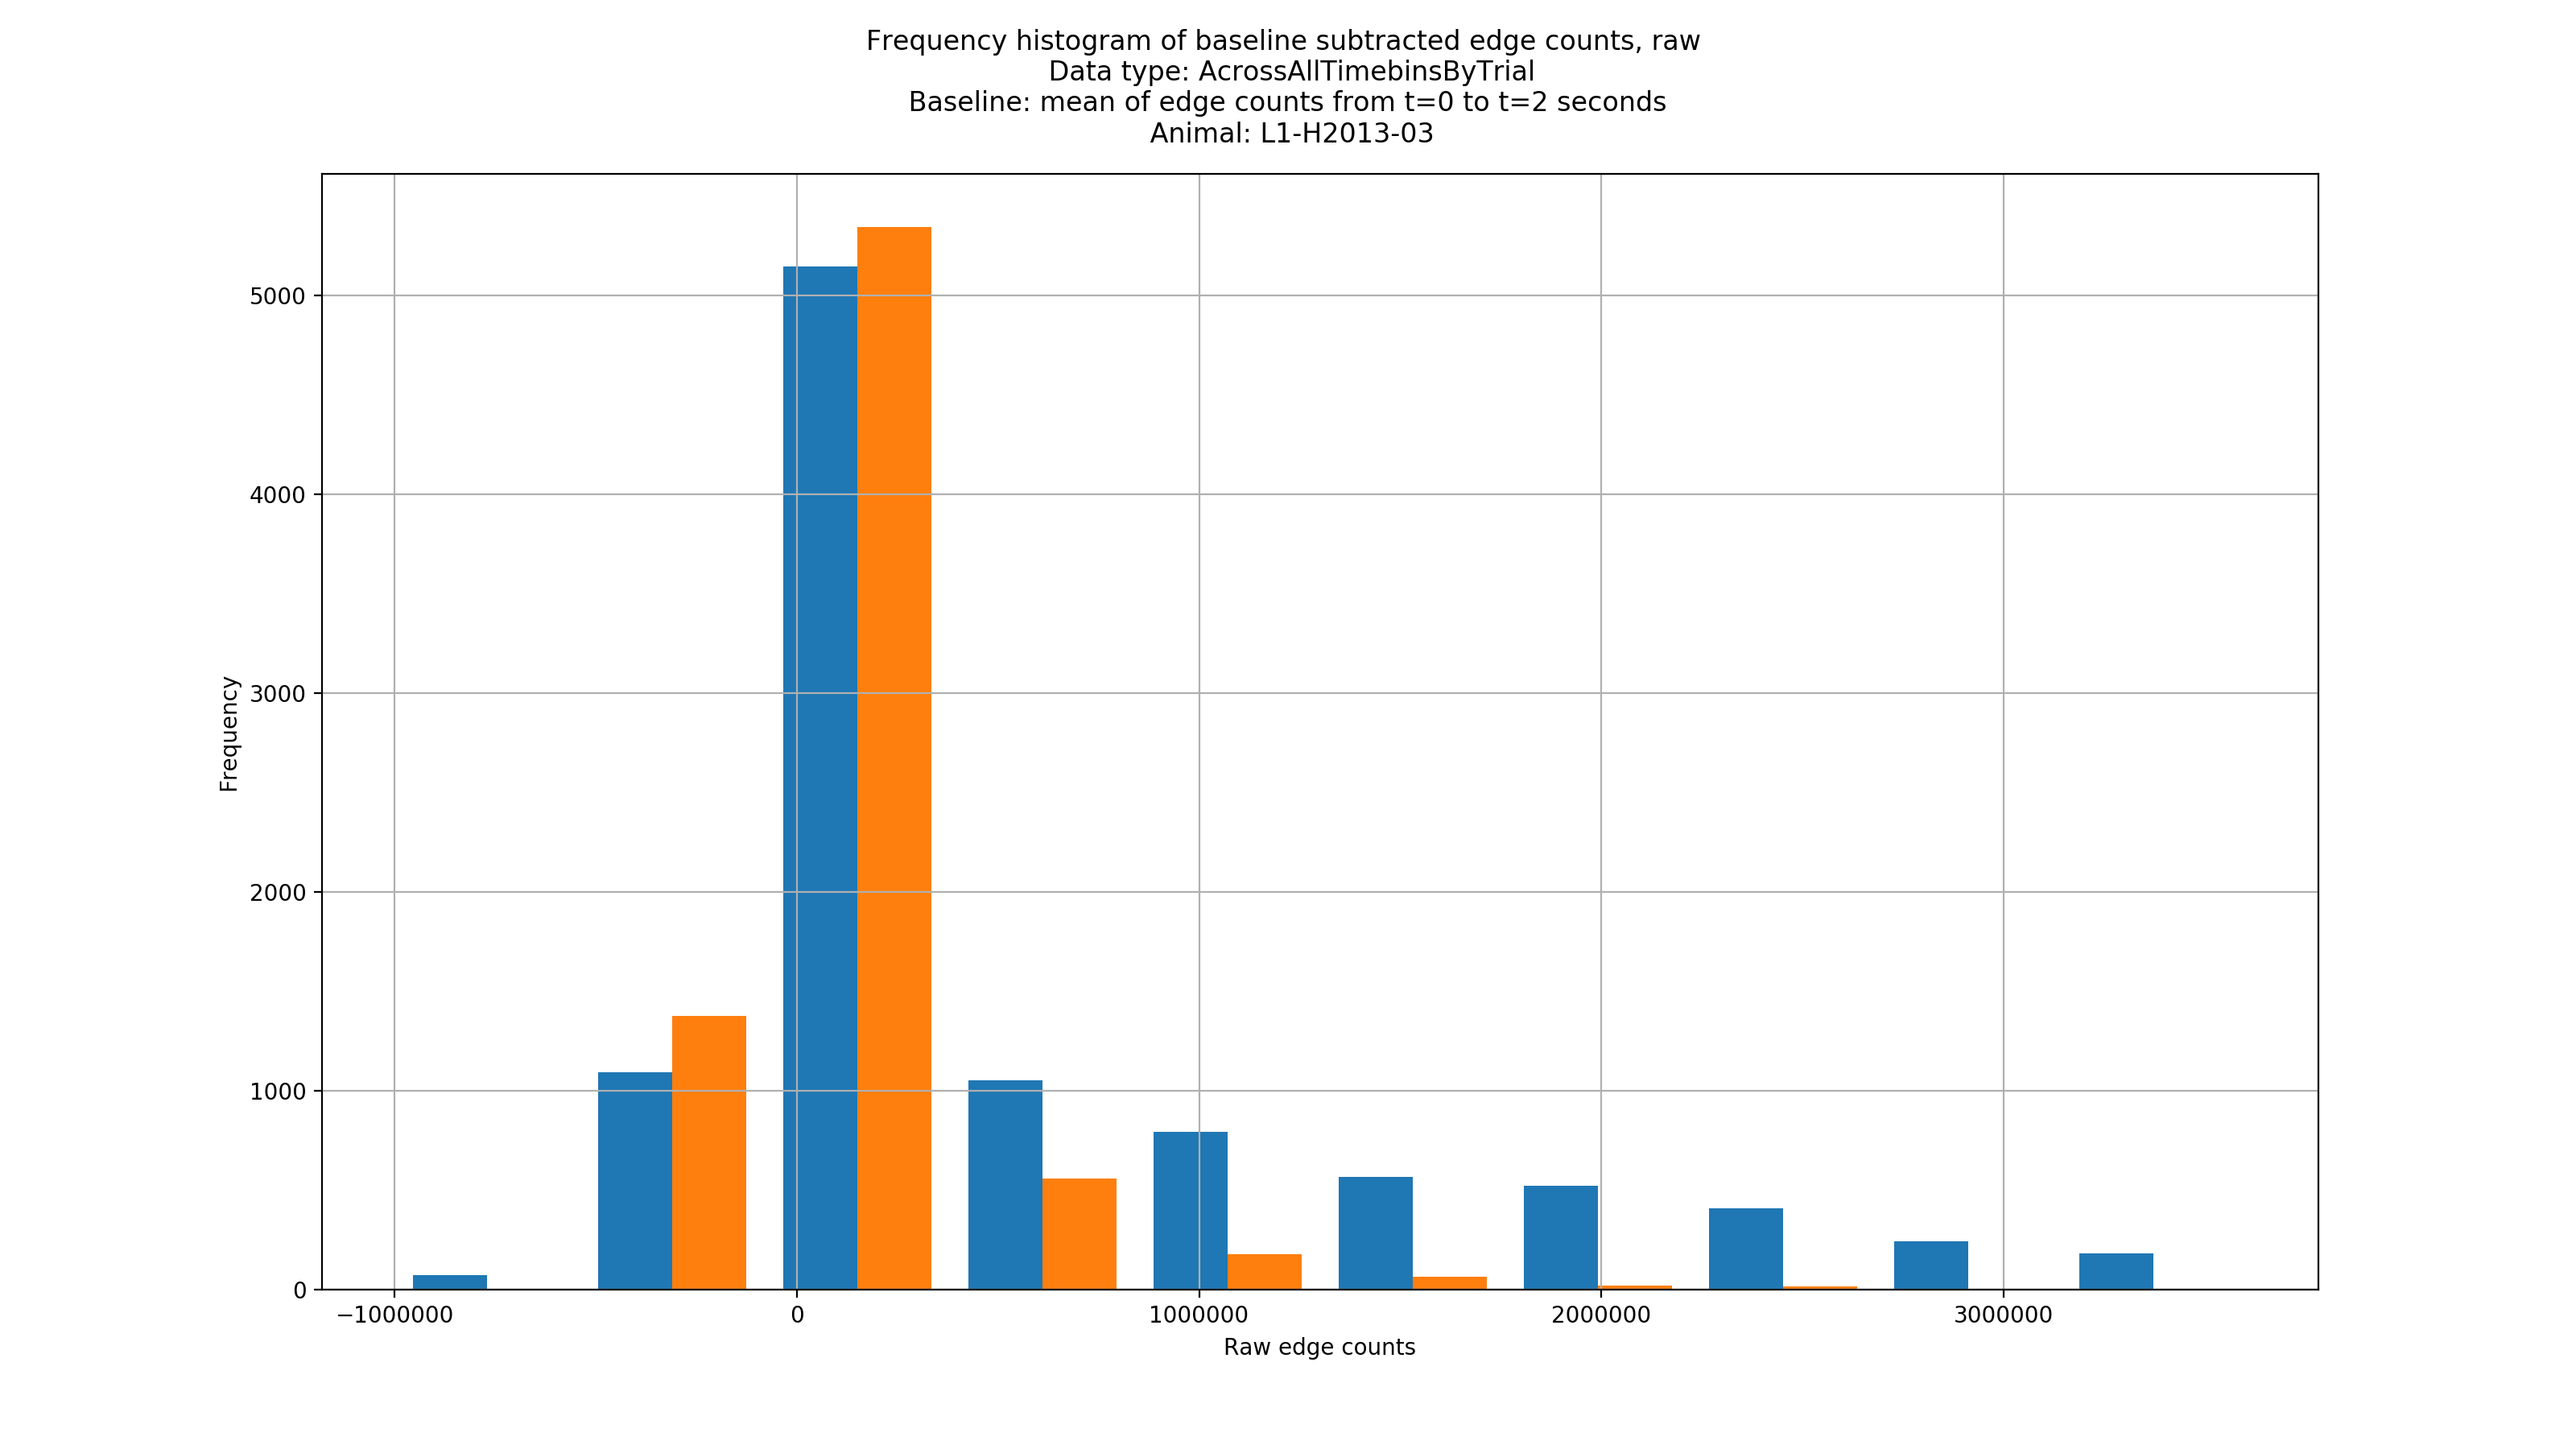 Frequency histogram of baseline subtracted edge counts, raw
Data type: AcrossAllTimebinsByTrial
Baseline: mean of edge counts from t=0 to t=2 seconds
Animal: L1-H2013-03
5000
4000
3000
2000
1000
0
Frequency
−1000000 0 1000000 2000000 3000000
Raw edge counts